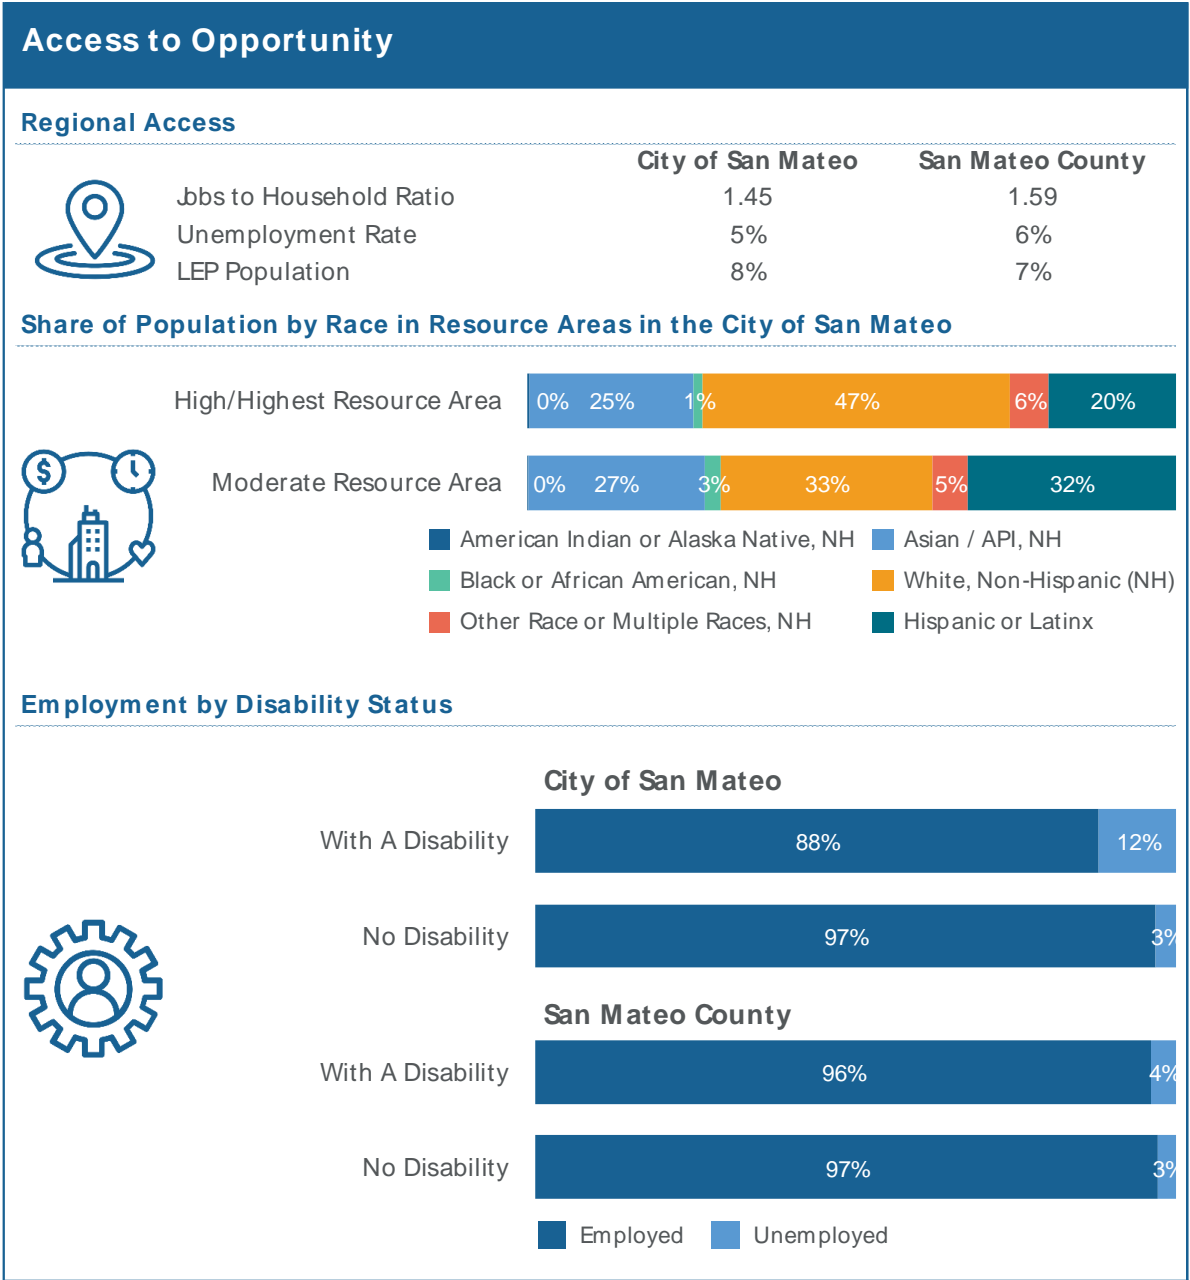 Access to Opportunity
Regional Access
City of San Mateo San Mateo County
Jobs to Household Ratio 1.45 1.59
Unemployment Rate 5% 6%
LEP Population 8% 7%
Share of Population by Race in Resource Areas in the City of San Mateo
High/Highest Resource Area 0% 25% 1% 47% 6% 20%
$
Moderate Resource Area 0% 27% 3% 33% 5% 32%
American Indian or Alaska Native, NH Asian / API, NH
Black or African American, NH White, Non-Hispanic (NH)
Other Race or Multiple Races, NH Hispanic or Latinx
Employment by Disability Status
City of San Mateo
With A Disability 88% 12%
No Disability 97% 3%
San Mateo County
With A Disability 96% 4%
No Disability 97% 3%
Employed Unemployed